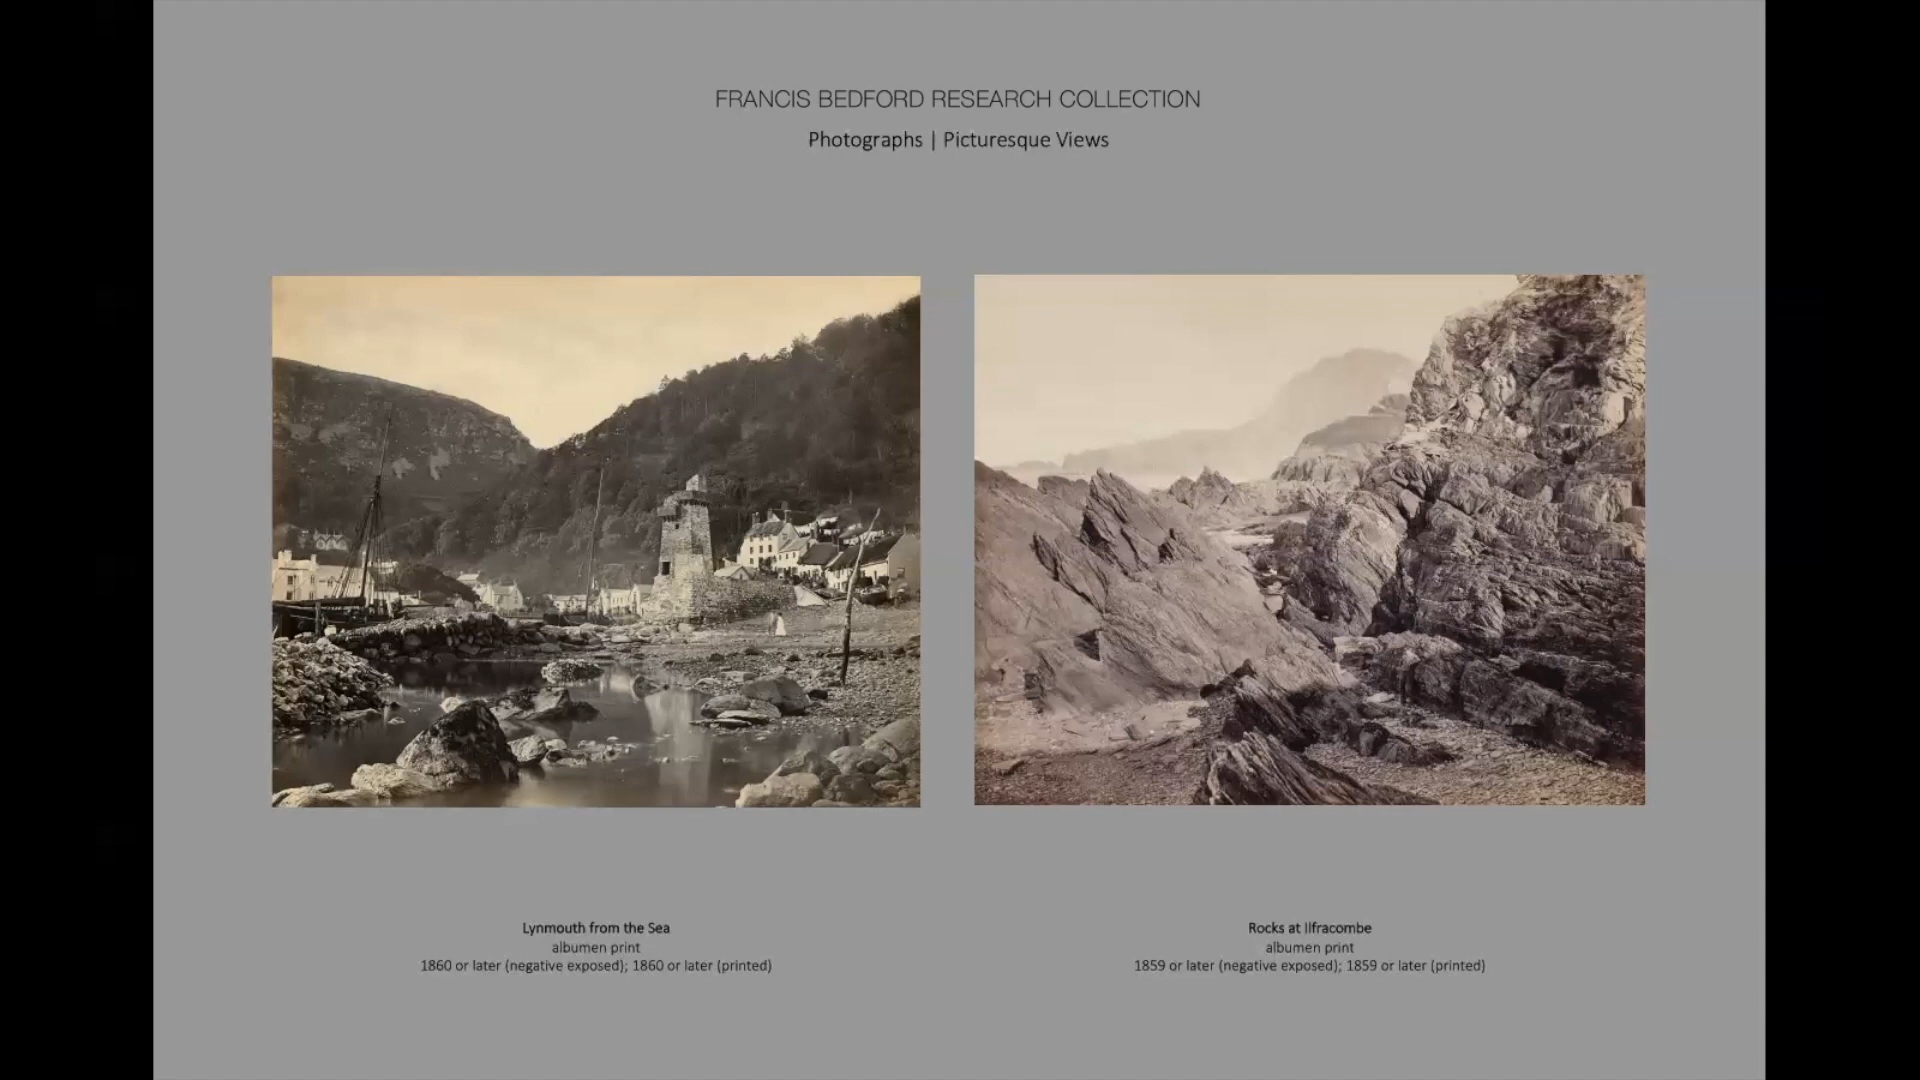 FRANCIS BEDFORD RESEARCH COLLECTION
Photographs | Picturesque Views
Lynmouth from the Sea
albumen print
1860 or later (negative exposed); 1860 or later (printed)
Rocks at Ilfracombe
albumen print
1859 or later (negative exposed); 1859 or later (printed)